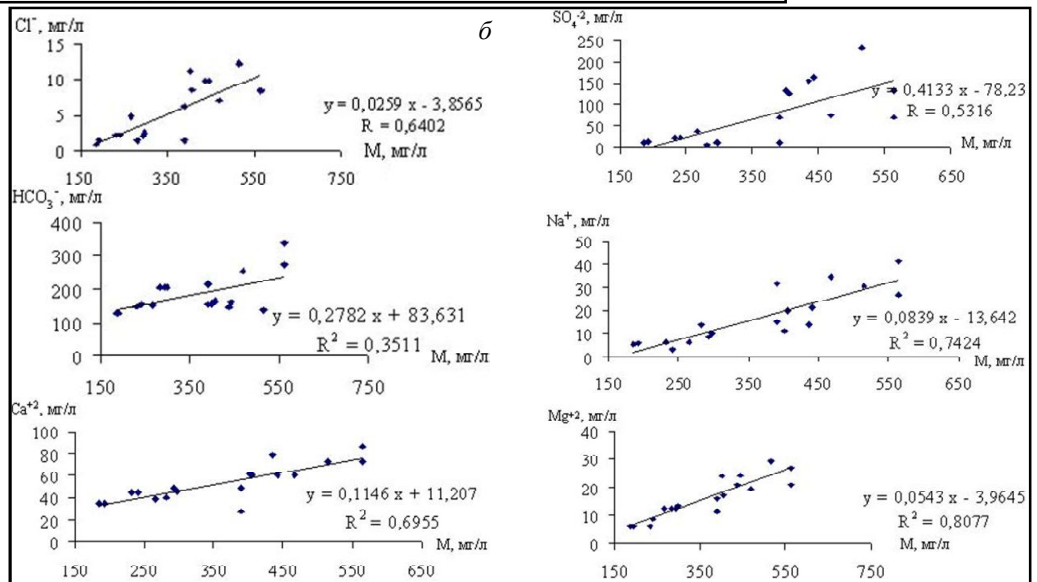 Cl⁻, мг/л
15
10
5
0
150 350 550 750
M, мг/л
y = 0,0259 x - 3,8565
R = 0,6402
б
SO₄⁻², мг/л
250
200
150
100
50
0
150 250 350 450 550 650
M, мг/л
y = 0,4133 x - 78,23
R = 0,5316
HCO₃⁻, мг/л
400
300
200
100
0
150 350 550 750
M, мг/л
y = 0,2782 x + 83,631
R² = 0,3511
Na⁺, мг/л
50
40
30
20
10
0
150 250 350 450 550 650
M, мг/л
y = 0,0839 x - 13,642
R² = 0,7424
Ca⁺², мг/л
100
80
60
40
20
0
150 250 350 450 550 650
M, мг/л
y = 0,1146 x + 11,207
R² = 0,6955
Mg⁺², мг/л
40
30
20
10
0
150 350 550 750
M, мг/л
y = 0,0543 x - 3,9645
R² = 0,8077